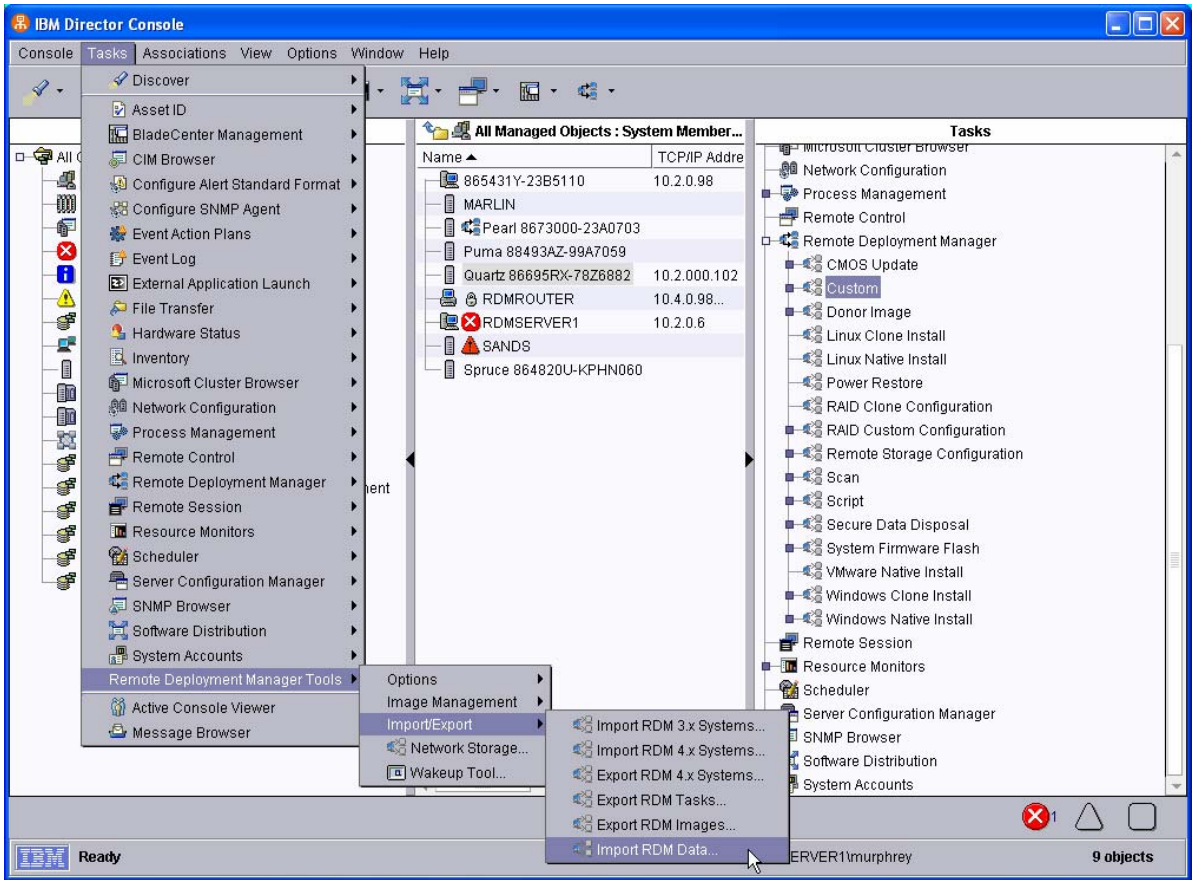 IBM Director Console
Console Tasks Associations View Options Window Help
Discover
Asset ID
BladeCenter Management
CIM Browser
Configure Alert Standard Format
Configure SNMP Agent
Event Action Plans
Event Log
External Application Launch
File Transfer
Hardware Status
Inventory
Microsoft Cluster Browser
Network Configuration
Process Management
Remote Control
Remote Deployment Manager
Remote Session
Resource Monitors
Scheduler
Server Configuration Manager
SNMP Browser
Software Distribution
System Accounts
Remote Deployment Manager Tools
Active Console Viewer
Message Browser
Options
Image Management
Import/Export
Network Storage...
Wakeup Tool...
Import RDM 3.x Systems...
Import RDM 4.x Systems...
Export RDM 4.x Systems...
Export RDM Tasks...
Export RDM Images...
Import RDM Data...
All
All Managed Objects : System Member...
Name TCP/IP Addre
865431Y-23B5110 10.2.0.98
MARLIN
Pearl 8673000-23A0703
Puma 88493AZ-99A7059
Quartz 86695RX-78Z6882 10.2.000.102
RDMROUTER 10.4.0.98...
RDMSERVER1 10.2.0.6
SANDS
Spruce 864820U-KPHN060
Tasks
Microsoft Cluster Browser
Network Configuration
Process Management
Remote Control
Remote Deployment Manager
CMOS Update
Custom
Donor Image
Linux Clone Install
Linux Native Install
Power Restore
RAID Clone Configuration
RAID Custom Configuration
Remote Storage Configuration
Scan
Script
Secure Data Disposal
System Firmware Flash
VMware Native Install
Windows Clone Install
Windows Native Install
Remote Session
Resource Monitors
Scheduler
Server Configuration Manager
SNMP Browser
Software Distribution
System Accounts
1
IBM Ready ERVER1\murphrey 9 objects